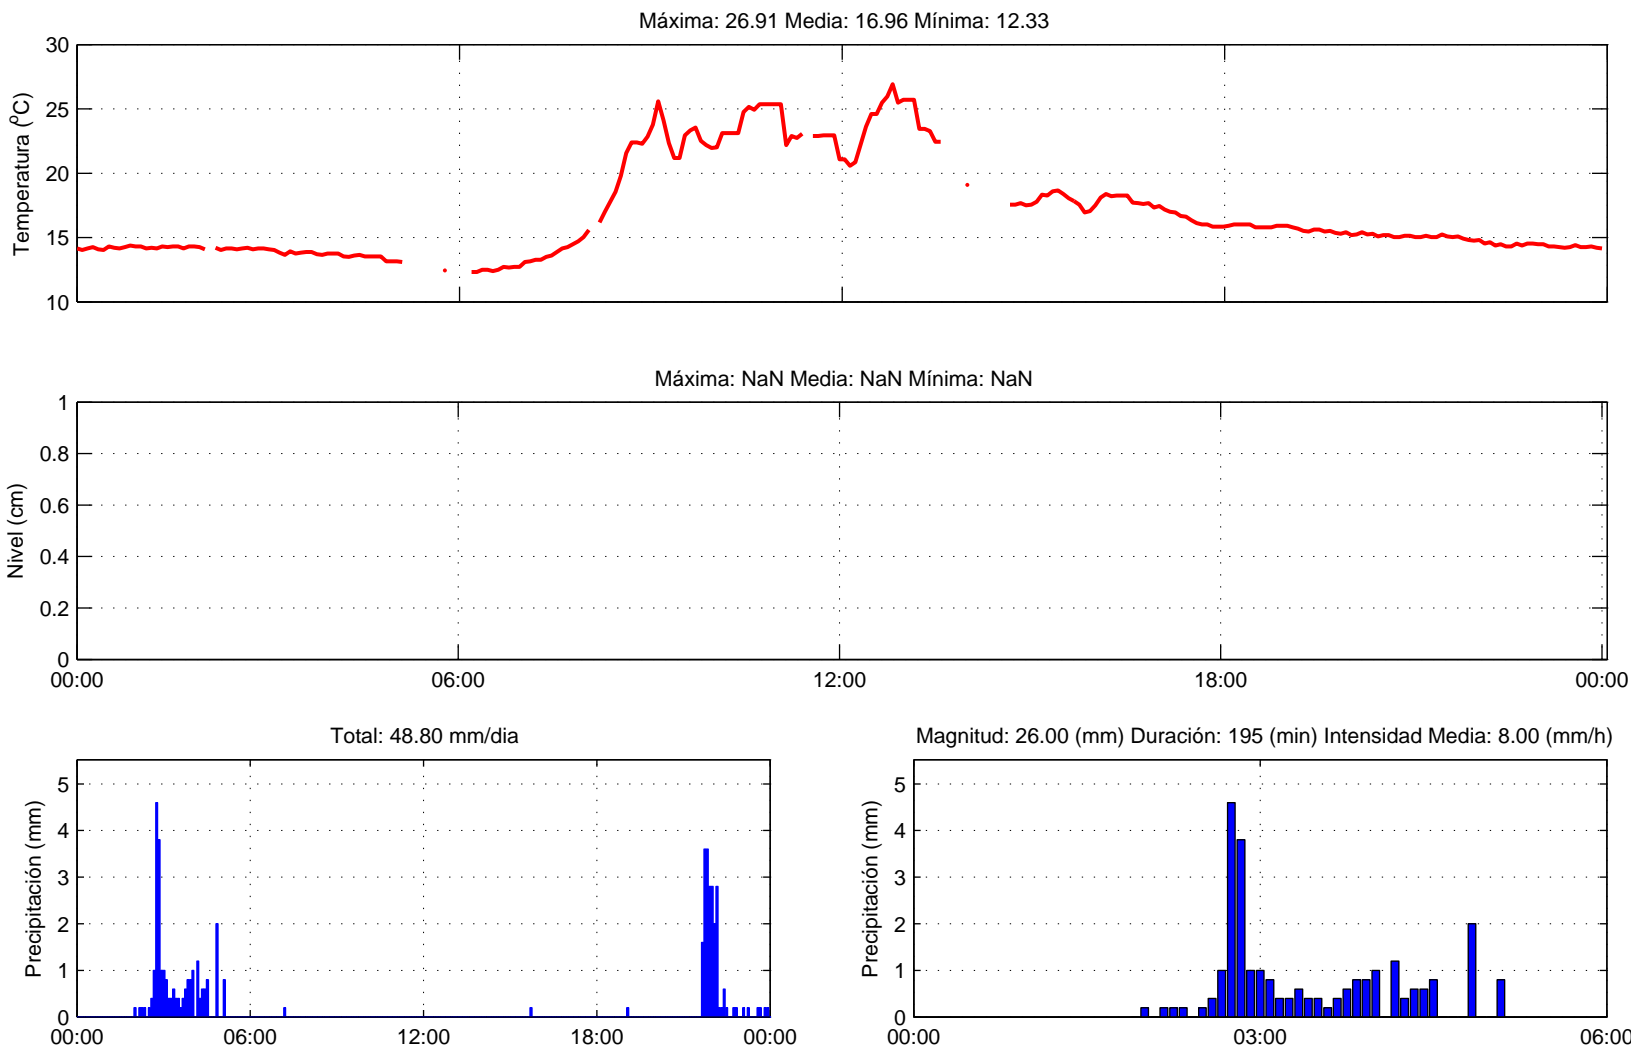 Máxima: 26.91 Media: 16.96 Mínima: 12.33
Temperatura (ºC)
30
25
20
15
10
Máxima: NaN Media: NaN Mínima: NaN
Nivel (cm)
1
0.8
0.6
0.4
0.2
0
00:00 06:00 12:00 18:00 00:00
Total: 48.80 mm/dia
Precipitación (mm)
5
4
3
2
1
0
00:00 06:00 12:00 18:00 00:00
Magnitud: 26.00 (mm) Duración: 195 (min) Intensidad Media: 8.00 (mm/h)
Precipitación (mm)
5
4
3
2
1
0
00:00 03:00 06:00